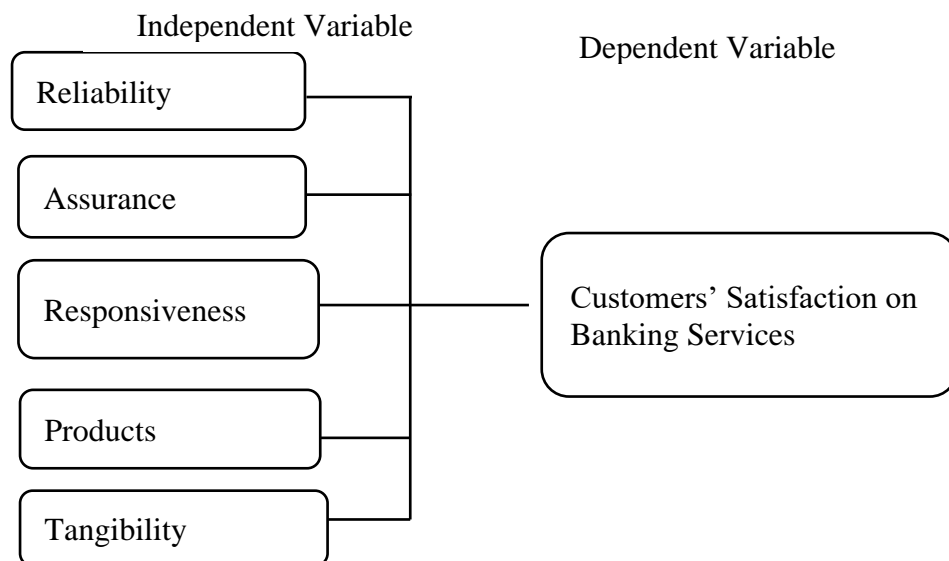 Independent Variable
Dependent Variable
Reliability
Assurance
Responsiveness
Products
Tangibility
Customers’ Satisfaction on
Banking Services